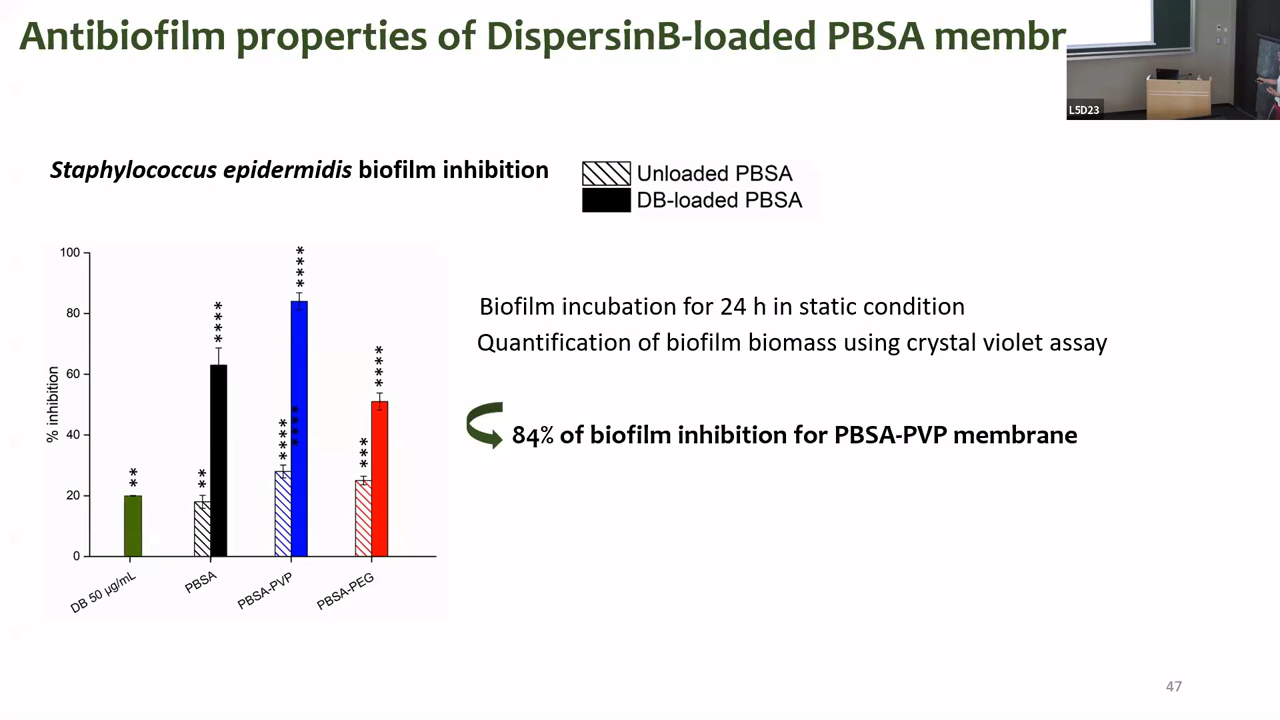 Antibiofilm properties of DispersinB-loaded PBSA membr
L5D23
Staphylococcus epidermidis biofilm inhibition
Unloaded PBSA
DB-loaded PBSA
% inhibition
100
80
60
40
20
0
**
**
****
****
****
****
***
****
DB 50 µg/mL
PBSA
PBSA-PVP
PBSA-PEG
Biofilm incubation for 24 h in static condition
Quantification of biofilm biomass using crystal violet assay
84% of biofilm inhibition for PBSA-PVP membrane
47